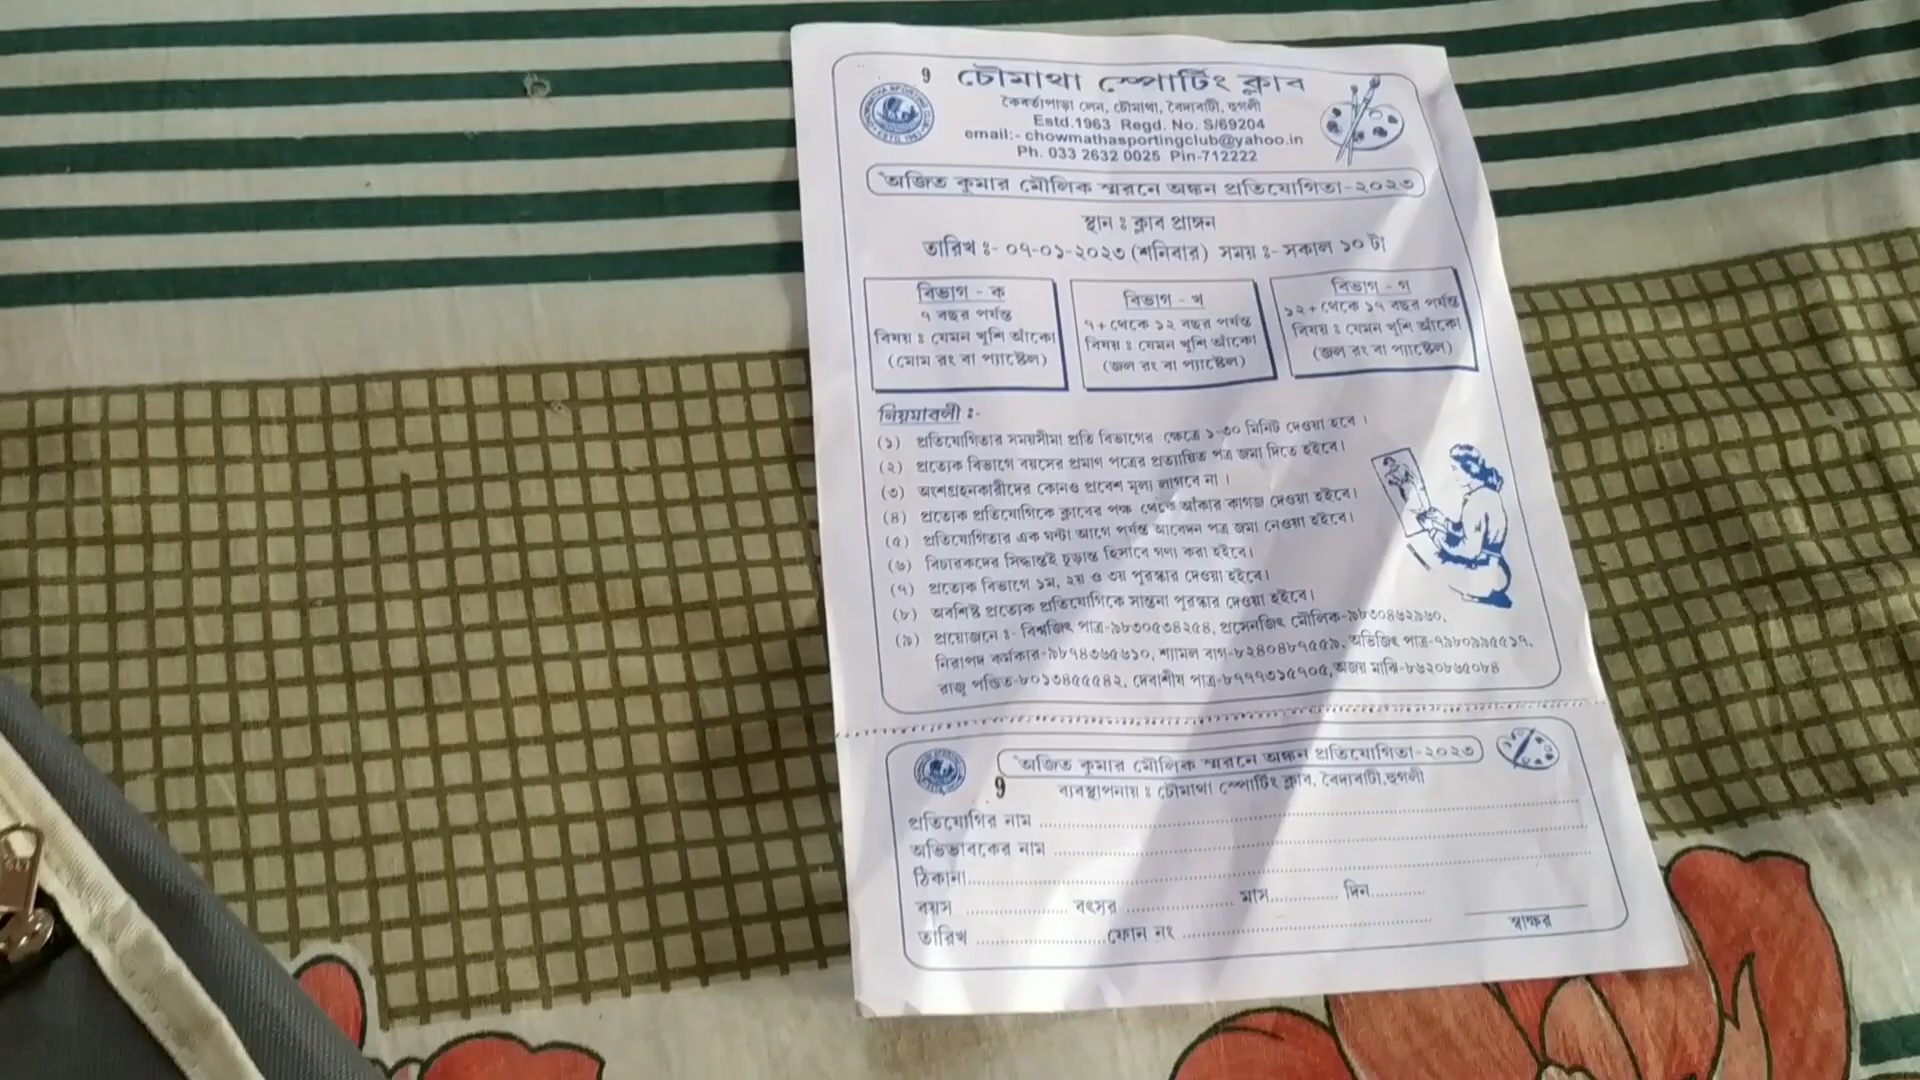 9 চৌমাথা স্পোর্টিং ক্লাব
কৈবর্ত্যপাড়া লেন, চৌমাথা, বৈদ্যবাটী, হুগলী
Estd.1963 Regd. No. S/69204
email:- chowmathasportingclub@yahoo.in
Ph. 033 2632 0025 Pin-712222
ঁঅজিত কুমার মৌলিক স্মরনে অঙ্কন প্রতিযোগিতা-২০২৩
স্থান ঃ ক্লাব প্রাঙ্গন
তারিখ ঃ- ০৭-০১-২০২৩ (শনিবার) সময় ঃ- সকাল ১০ টা
বিভাগ - ক
৭ বছর পর্যন্ত
বিষয় ঃ যেমন খুশি আঁকো
(মোম রং বা প্যাষ্টেল)
বিভাগ - খ
৭+ থেকে ১২ বছর পর্যন্ত
বিষয় ঃ যেমন খুশি আঁকো
(জল রং বা প্যাষ্টেল)
বিভাগ - গ
১২+ থেকে ১৭ বছর পর্যন্ত
বিষয় ঃ যেমন খুশি আঁকো
(জল রং বা প্যাষ্টেল)
নিয়মাবলী ঃ-
(১) প্রতিযোগিতার সময়সীমা প্রতি বিভাগের ক্ষেত্রে ১-৩০ মিনিট দেওয়া হবে ।
(২) প্রত্যেক বিভাগে বয়সের প্রমাণ পত্রের প্রত্যায়িত পত্র জমা দিতে হইবে।
(৩) অংশগ্রহনকারীদের কোনও প্রবেশ মূল্য লাগবে না ।
(৪) প্রত্যেক প্রতিযোগিকে ক্লাবের পক্ষ থেকে আঁকার কাগজ দেওয়া হইবে।
(৫) প্রতিযোগিতার এক ঘন্টা আগে পর্যন্ত আবেদন পত্র জমা নেওয়া হইবে।
(৬) বিচারকদের সিদ্ধান্তই চূড়ান্ত হিসাবে গণ্য করা হইবে।
(৭) প্রত্যেক বিভাগে ১ম, ২য় ও ৩য় পুরস্কার দেওয়া হইবে।
(৮) অবশিষ্ট প্রত্যেক প্রতিযোগিকে সান্তনা পুরস্কার দেওয়া হইবে।
(৯) প্রয়োজনে ঃ- বিশ্বজিৎ পাত্র-৯৮৩০৫৩৪২৫৪, প্রসেনজিৎ মৌলিক-৯৮৩০৪৬২৯৬০,
নিরাপদ কর্মকার-৯৮৭৪৩৬৫৬১০, শ্যামল বাগ-৮২৪০৪৮৭৫৫৯, অভিজিৎ পাত্র-৭৯৮০৯৯৫৫১৭,
রাজু পন্ডিত-৮০১৩৪৫৫৫৪২, দেবাশীষ পাত্র-৮৭৭৭৩১৫৭০৫, অজয় মাঝি-৮৬২০৮৬৫০৮৪
ঁঅজিত কুমার মৌলিক স্মরনে অঙ্কন প্রতিযোগিতা-২০২৩
9 ব্যবস্থাপনায় ঃ চৌমাথা স্পোর্টিং ক্লাব, বৈদ্যবাটী,হুগলী
প্রতিযোগির নাম
অভিভাবকের নাম
ঠিকানা
বয়স বৎসর মাস দিন
তারিখ ফোন নং স্বাক্ষর